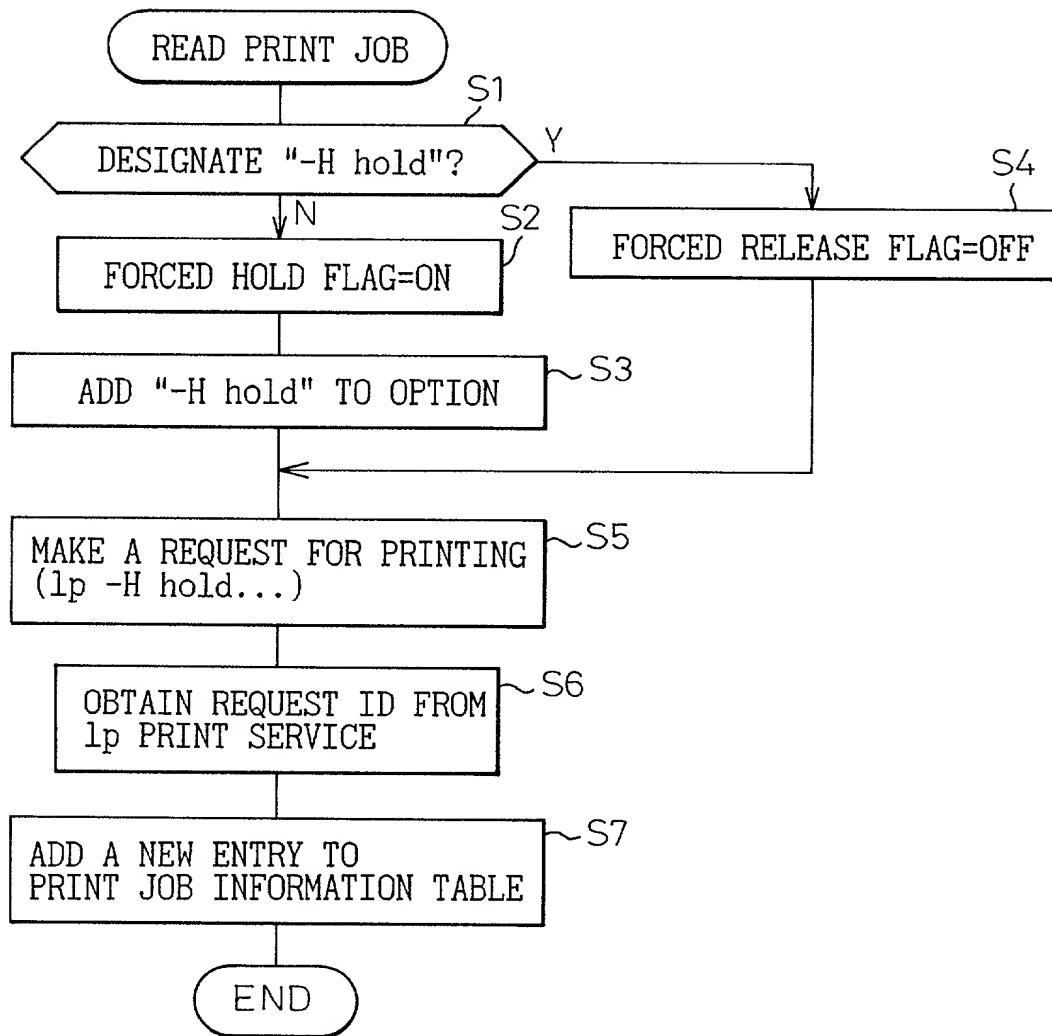 READ PRINT JOB
S1
DESIGNATE "-H hold"?
Y
N
S2
FORCED HOLD FLAG=ON
S4
FORCED RELEASE FLAG=OFF
S3
ADD "-H hold" TO OPTION
S5
MAKE A REQUEST FOR PRINTING
(lp -H hold...)
S6
OBTAIN REQUEST ID FROM
lp PRINT SERVICE
S7
ADD A NEW ENTRY TO
PRINT JOB INFORMATION TABLE
END